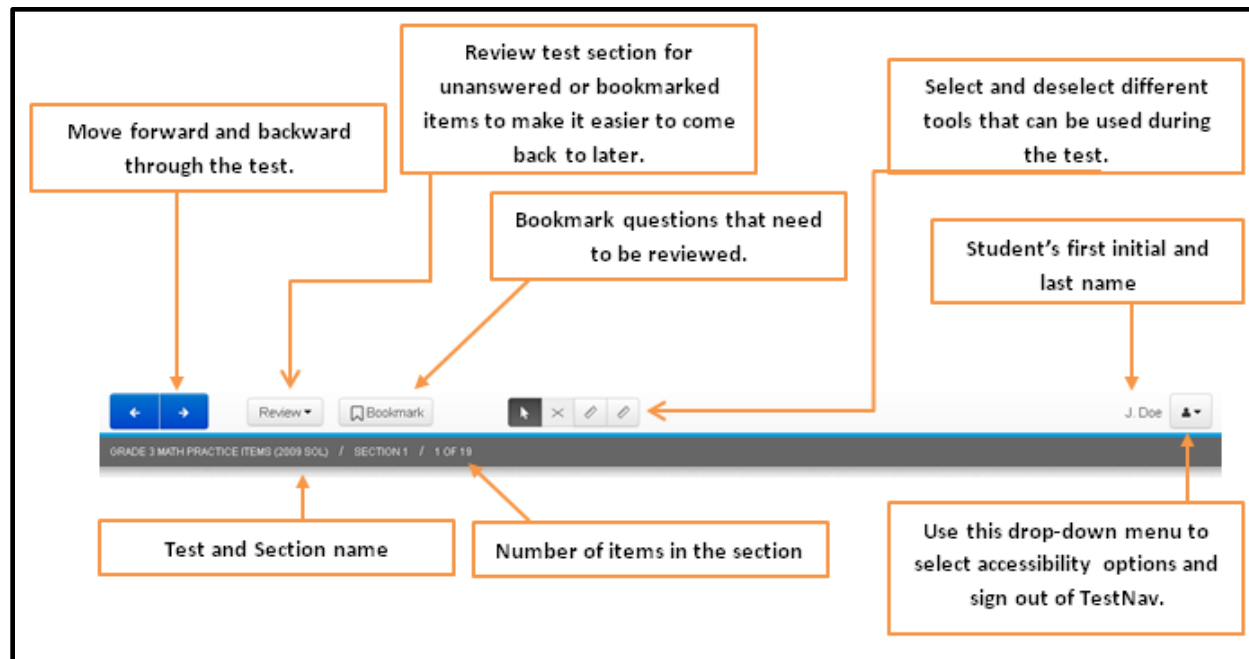 Review test section for
unanswered or bookmarked
items to make it easier to come
back to later.
Select and deselect different
tools that can be used during
the test.
Move forward and backward
through the test.
Bookmark questions that need
to be reviewed.
Student’s first initial and
last name
Review
Bookmark
J. Doe
GRADE 3 MATH PRACTICE ITEMS (2009 SOL) / SECTION 1 / 1 OF 19
Test and Section name
Number of items in the section
Use this drop-down menu to
select accessibility options and
sign out of TestNav.